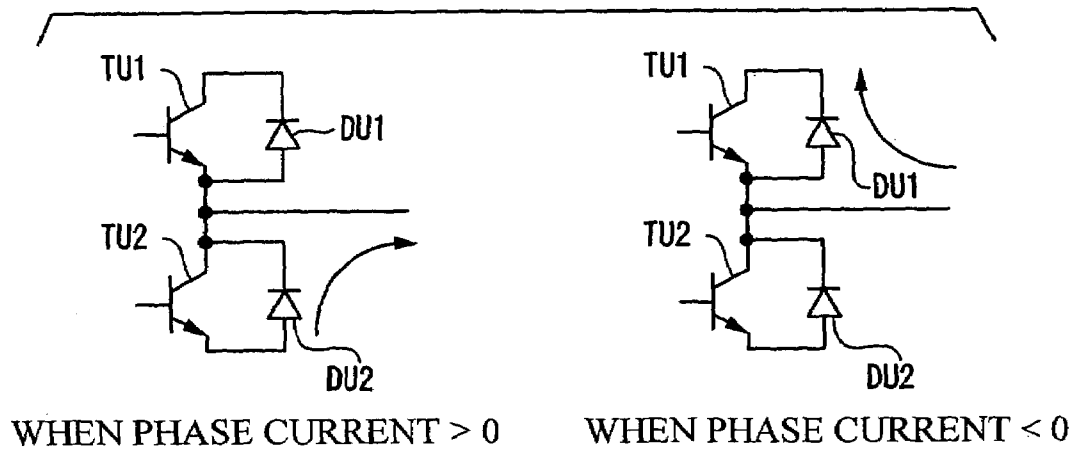 TU1
DU1
TU2
DU2
WHEN PHASE CURRENT > 0
TU1
DU1
TU2
DU2
WHEN PHASE CURRENT < 0